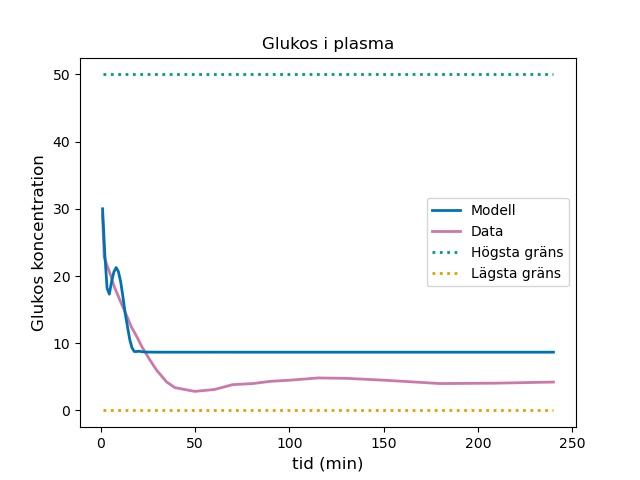 Glukos i plasma
Glukos koncentration
50
40
30
20
10
0
Modell
Data
Högsta gräns
Lägsta gräns
0 50 100 150 200 250
tid (min)